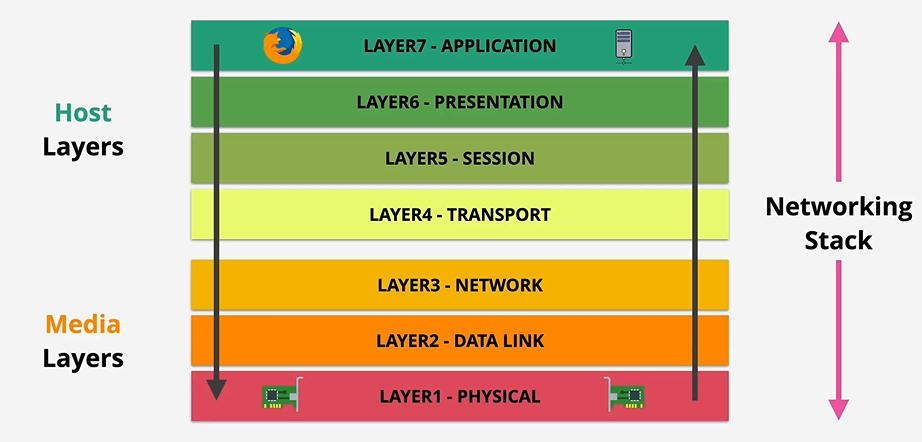 LAYER7 - APPLICATION
LAYER6 - PRESENTATION
Host
Layers
LAYER5 - SESSION
LAYER4 - TRANSPORT
Networking
Stack
LAYER3 - NETWORK
Media
Layers
LAYER2 - DATA LINK
LAYER1 - PHYSICAL